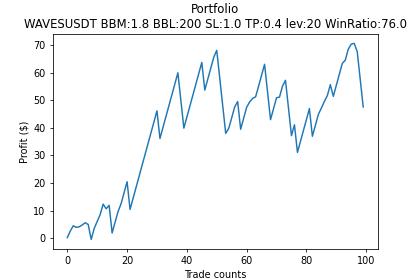 Portfolio
WAVESUSDT BBM:1.8 BBL:200 SL:1.0 TP:0.4 lev:20 WinRatio:76.0
Profit ($)
70
60
50
40
30
20
10
0
0 20 40 60 80 100
Trade counts